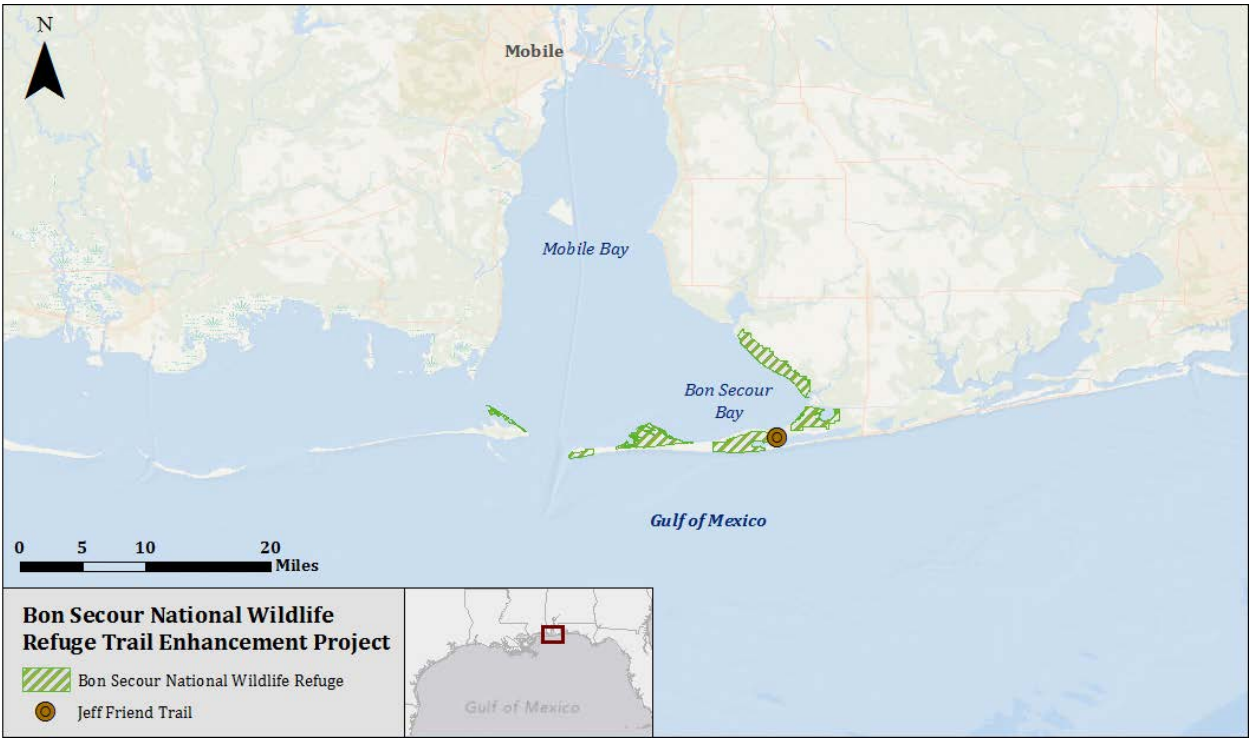 N
Mobile
Mobile Bay
Bon Secour
Bay
Gulf of Mexico
0 5 10 20
Miles
Bon Secour National Wildlife
Refuge Trail Enhancement Project
Bon Secour National Wildlife Refuge
Jeff Friend Trail
Gulf of Mexico